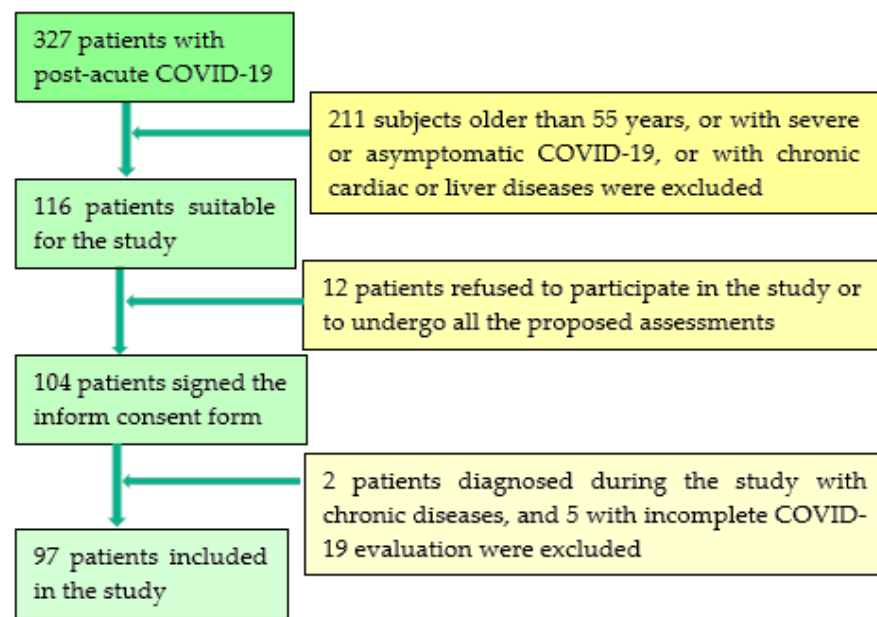 327 patients with
post-acute COVID-19
211 subjects older than 55 years, or with severe
or asymptomatic COVID-19, or with chronic
cardiac or liver diseases were excluded
116 patients suitable
for the study
12 patients refused to participate in the study or
to undergo all the proposed assessments
104 patients signed the
inform consent form
2 patients diagnosed during the study with
chronic diseases, and 5 with incomplete COVID-
19 evaluation were excluded
97 patients included
in the study